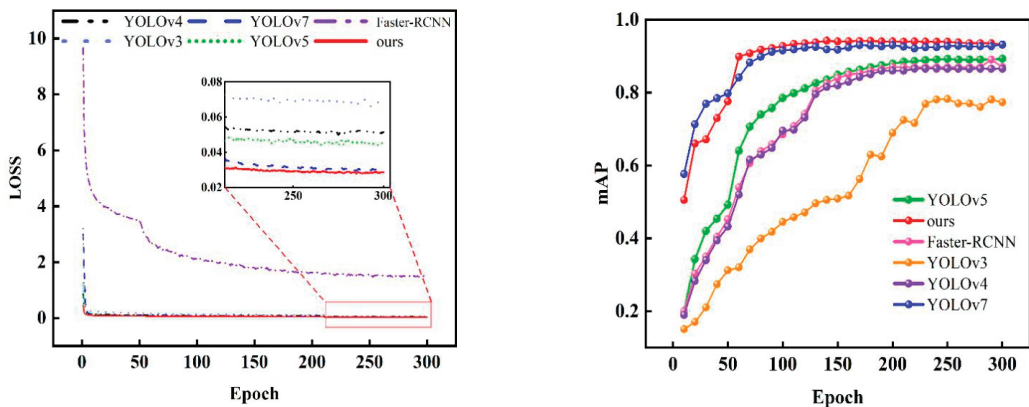 YOLOv4 YOLOv7 Faster-RCNN
YOLOv3 YOLOv5 ours
10
8
6
4
2
0
LOSS
0.08
0.06
0.04
0.02
250 300
0 50 100 150 200 250 300
Epoch
1.0
0.8
0.6
0.4
0.2
mAP
YOLOv5
ours
Faster-RCNN
YOLOv3
YOLOv4
YOLOv7
0 50 100 150 200 250 300
Epoch